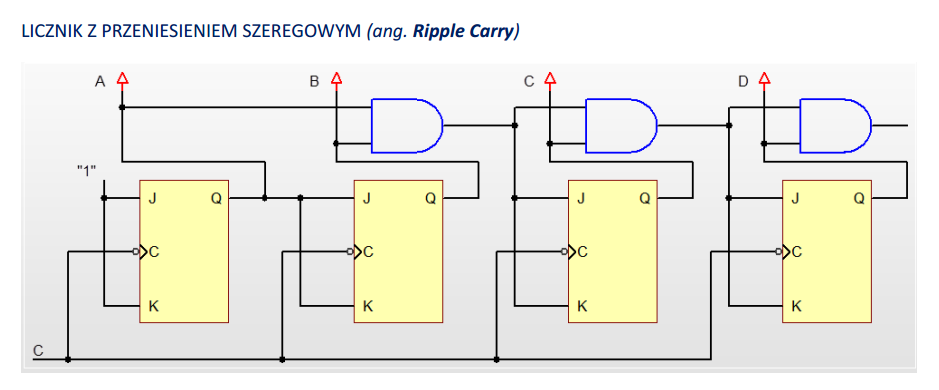 LICZNIK Z PRZENIESIENIEM SZEREGOWYM (ang. Ripple Carry)
A B C D
"1"
J Q J Q J Q J Q
C C C C
K K K K
C